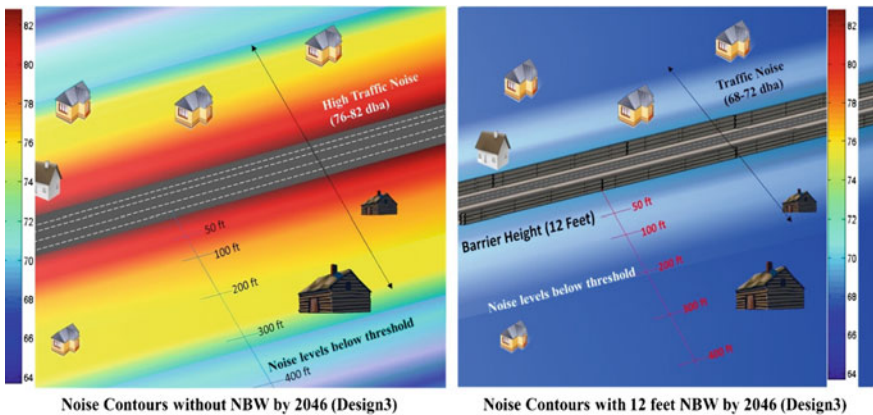 82
80
78
76
74
72
70
68
66
64
High Traffic Noise
(76-82 dba)
50 ft
100 ft
200 ft
300 ft
400 ft
Noise levels below threshold
Noise Contours without NBW by 2046 (Design3)
Traffic Noise
(68-72 dba)
Barrier Height (12 Feet)
50 ft
100 ft
200 ft
300 ft
400 ft
Noise levels below threshold
82
80
78
76
74
72
70
68
66
64
Noise Contours with 12 feet NBW by 2046 (Design3)